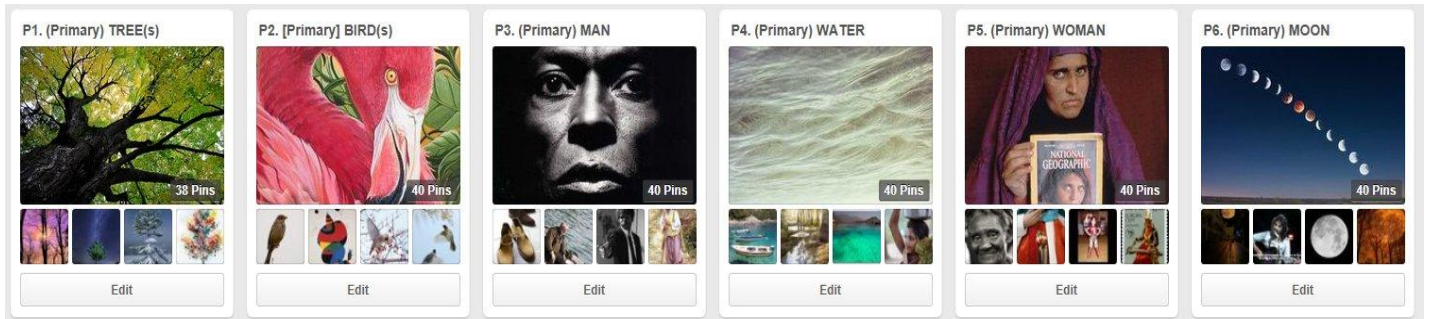 P1. (Primary) TREE(s)
38 Pins
Edit
P2. [Primary] BIRD(s)
40 Pins
Edit
P3. (Primary) MAN
40 Pins
Edit
P4. (Primary) WATER
40 Pins
Edit
P5. (Primary) WOMAN
NATIONAL
GEOGRAPHIC
40 Pins
Edit
P6. (Primary) MOON
40 Pins
Edit